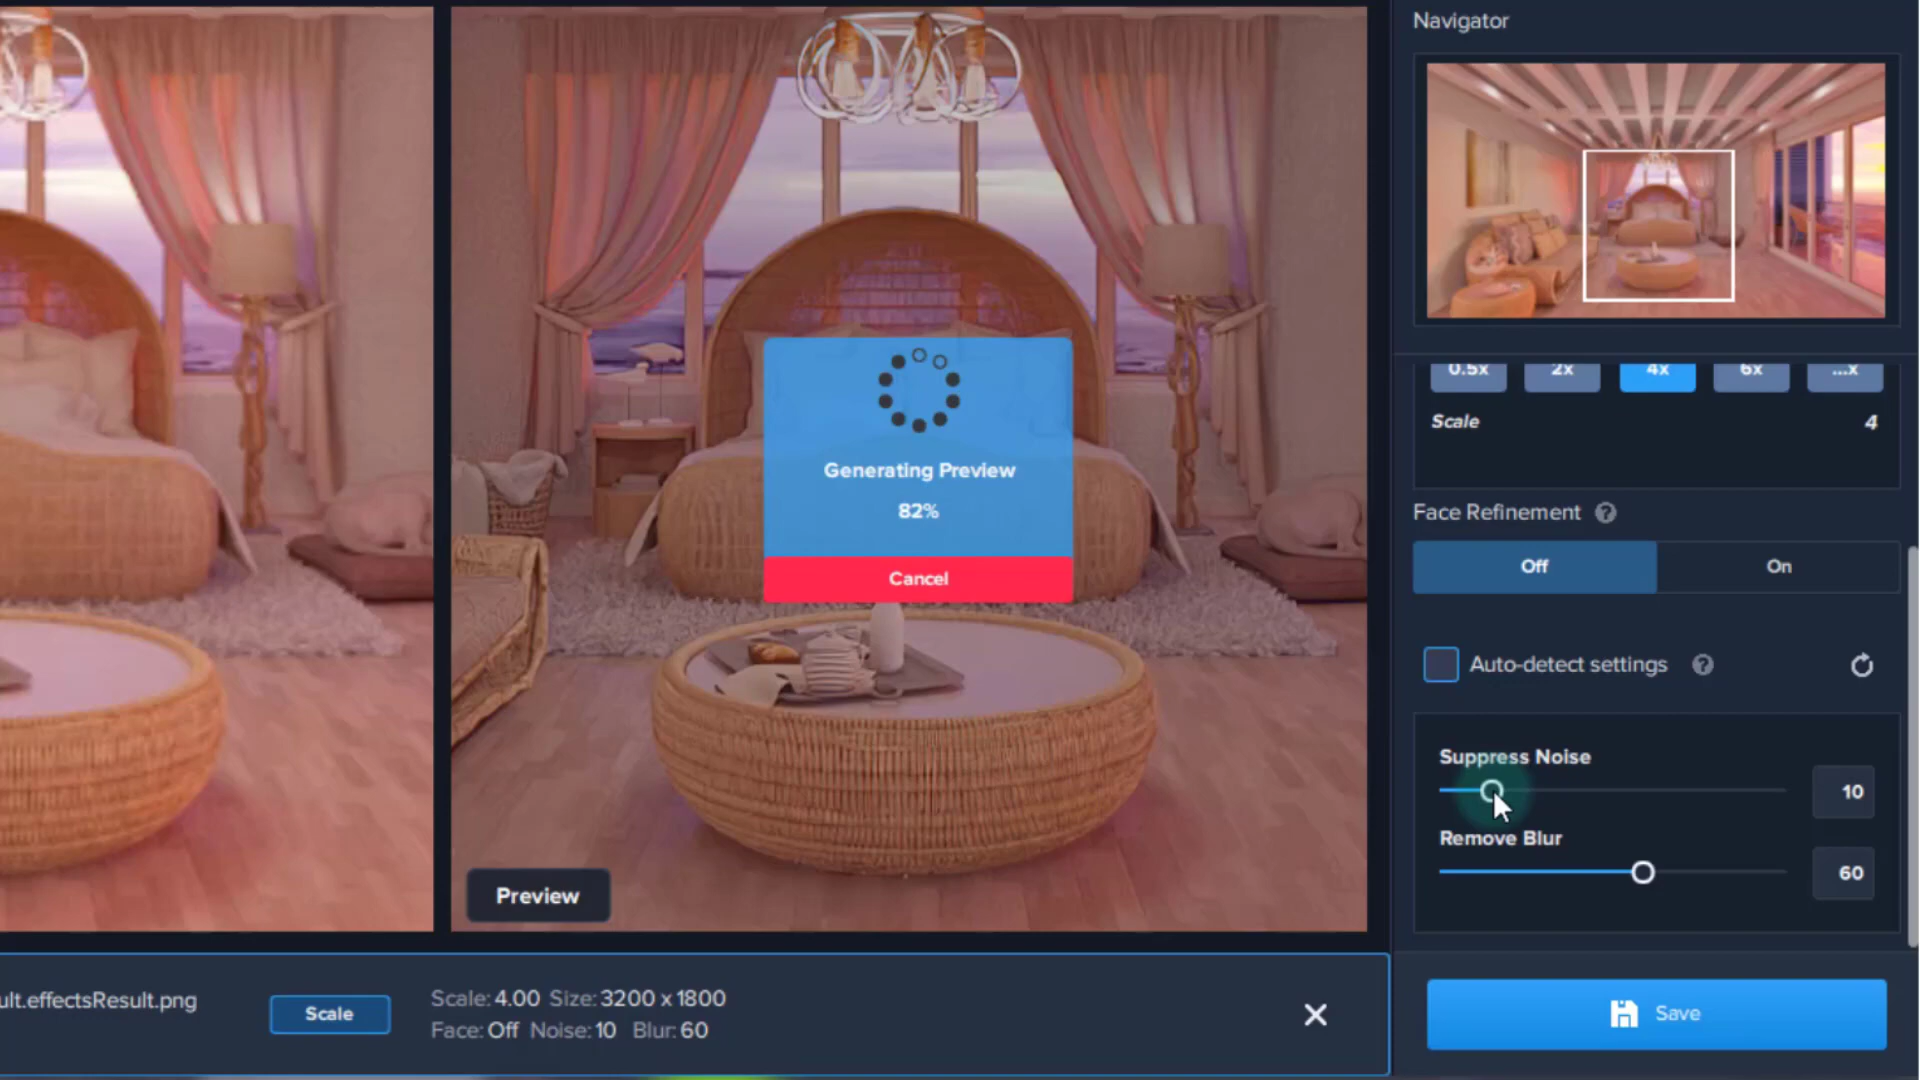 Navigator
0.5x 2x 4x 6x ...x
Scale 4
Face Refinement ?
Off On
Auto-detect settings ?
Suppress Noise
10
Remove Blur
60
Generating Preview
82%
Cancel
Preview
ult.effectsResult.png
Scale
Scale: 4.00 Size: 3200 x 1800
Face: Off Noise: 10 Blur: 60
Save